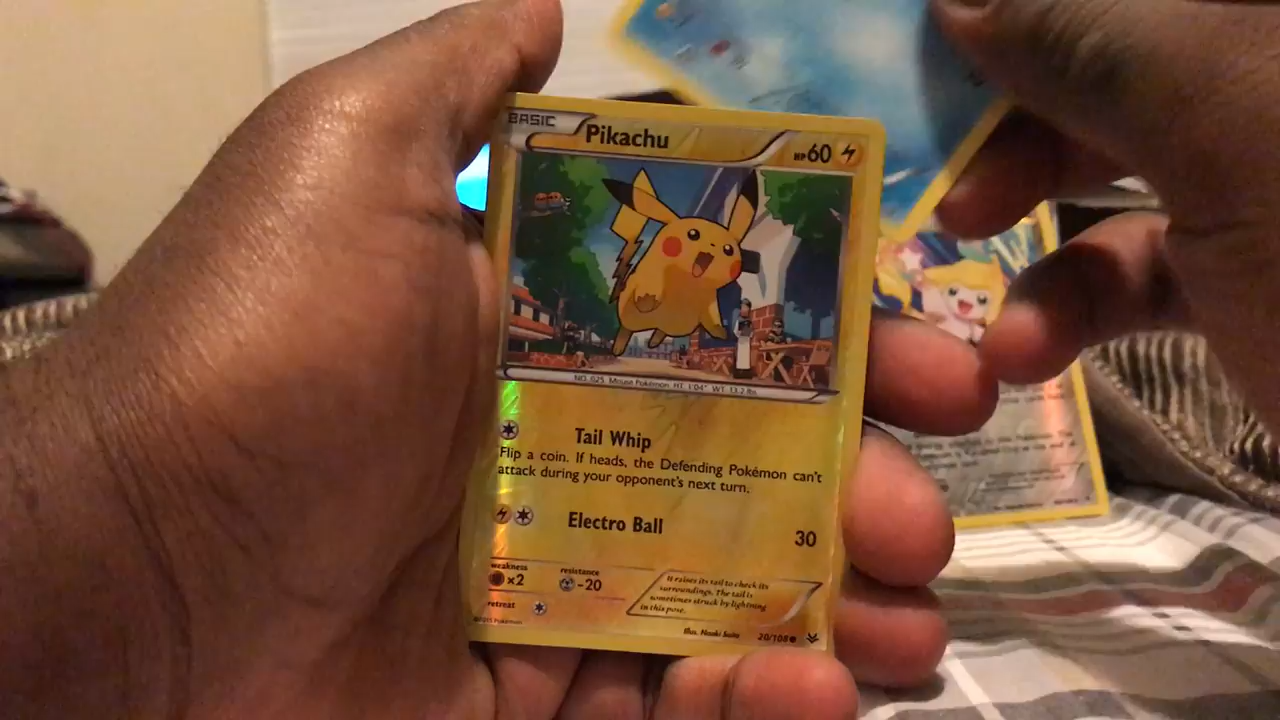 BASIC
Pikachu
HP60
NO. 025 Mouse Pokémon HT: 1'04" WT: 13.2 lbs.
Tail Whip
Flip a coin. If heads, the Defending Pokémon can't
attack during your opponent's next turn.
Electro Ball 30
weakness
x2
resistance
-20
retreat
It raises its tail to check its
surroundings. The tail is
sometimes struck by lightning
in this pose.
©2015 Pokémon
Illus. Naoki Saito
20/108